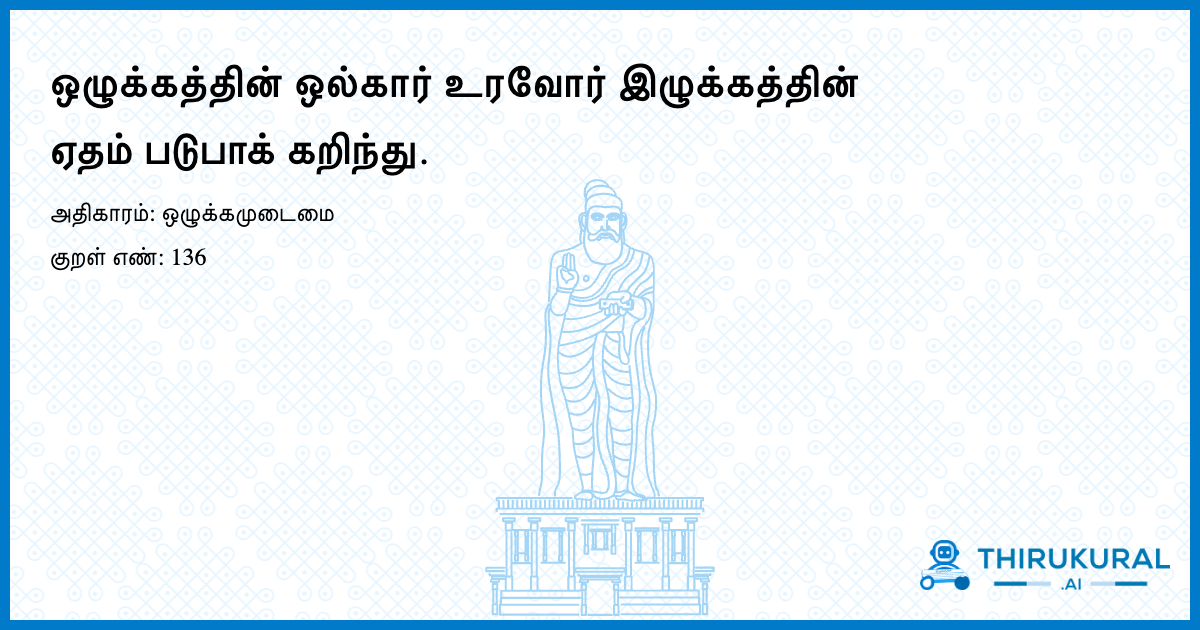 ஒழுக்கத்தின் ஒல்கார் உரவோர் இழுக்கத்தின்
ஏதம் படுபாக் கறிந்து.
அதிகாரம்: ஒழுக்கமுடைமை
குறள் எண்: 136
THIRUKURAL
.AI